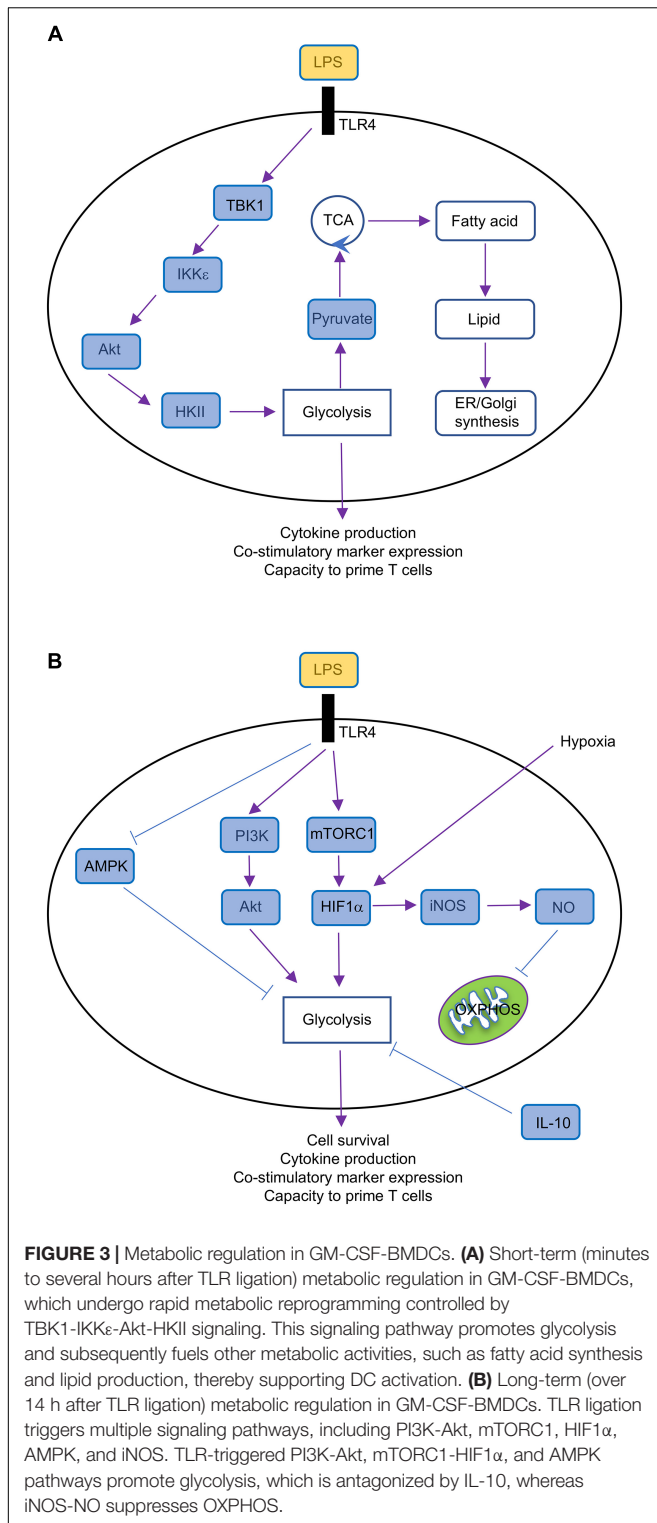 A
LPS
TLR4
TBK1
TCA
Fatty acid
IKKε
Pyruvate
Lipid
Akt
HKII
Glycolysis
ER/Golgi
synthesis
Cytokine production
Co-stimulatory marker expression
Capacity to prime T cells
B
LPS
TLR4
Hypoxia
PI3K
mTORC1
AMPK
Akt
HIF1α
iNOS
NO
OXPHOS
Glycolysis
IL-10
Cell survival
Cytokine production
Co-stimulatory marker expression
Capacity to prime T cells
FIGURE 3 | Metabolic regulation in GM-CSF-BMDCs. (A) Short-term (minutes
to several hours after TLR ligation) metabolic regulation in GM-CSF-BMDCs,
which undergo rapid metabolic reprogramming controlled by
TBK1-IKKε-Akt-HKII signaling. This signaling pathway promotes glycolysis
and subsequently fuels other metabolic activities, such as fatty acid synthesis
and lipid production, thereby supporting DC activation. (B) Long-term (over
14 h after TLR ligation) metabolic regulation in GM-CSF-BMDCs. TLR ligation
triggers multiple signaling pathways, including PI3K-Akt, mTORC1, HIF1α,
AMPK, and iNOS. TLR-triggered PI3K-Akt, mTORC1-HIF1α, and AMPK
pathways promote glycolysis, which is antagonized by IL-10, whereas
iNOS-NO suppresses OXPHOS.